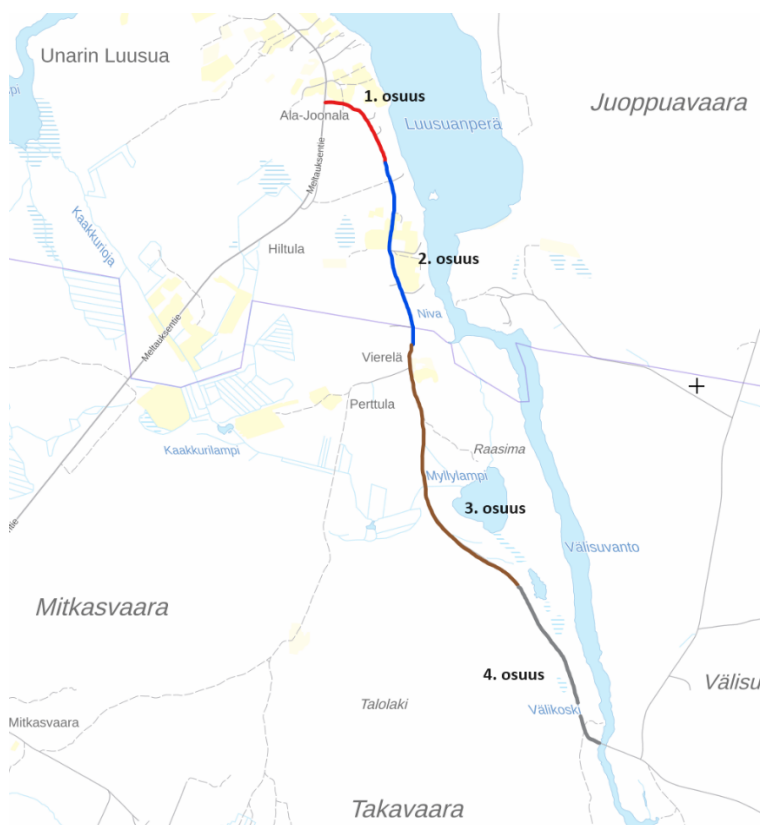 Unarin Luusua
1. osuus
Juoppuavaara
Ala-Joonala
Luusuanperä
Meltauksentie
Kaakkurioja
Hiltula
2. osuus
Niva
Meltauksentie
Vierelä
Perttula
Kaakkurilampi
Raasima
Myllylampi
3. osuus
Välisuvanto
Mitkasvaara
4. osuus
Talolaki
Välikoski
Mitkasvaara
Takavaara